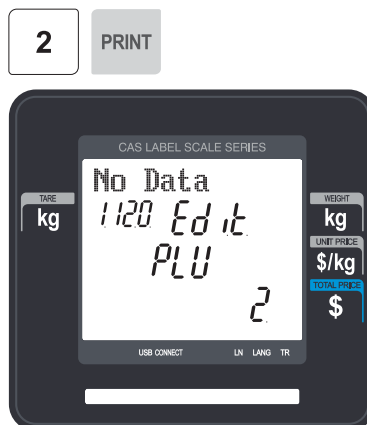 2 PRINT
CAS LABEL SCALE SERIES
No Data
TARE
kg
1120 Edit
PLU
2
WEIGHT
kg
UNIT PRICE
$/kg
TOTAL PRICE
$
USB CONNECT LN LANG TR